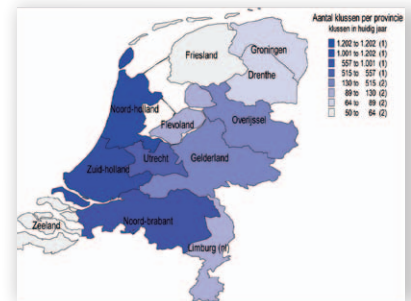 Aantal klussen per provincie
klussen in huidig jaar
1.202 to 1.202 (1)
1.001 to 1.202 (1)
557 to 1.001 (1)
515 to 557 (1)
130 to 515 (2)
89 to 130 (2)
64 to 89 (2)
50 to 64 (2)
Groningen
Friesland
Drenthe
Noord-holland
Flevoland
Overijssel
Utrecht
Gelderland
Zuid-holland
Noord-brabant
Zeeland
Limburg (nl)